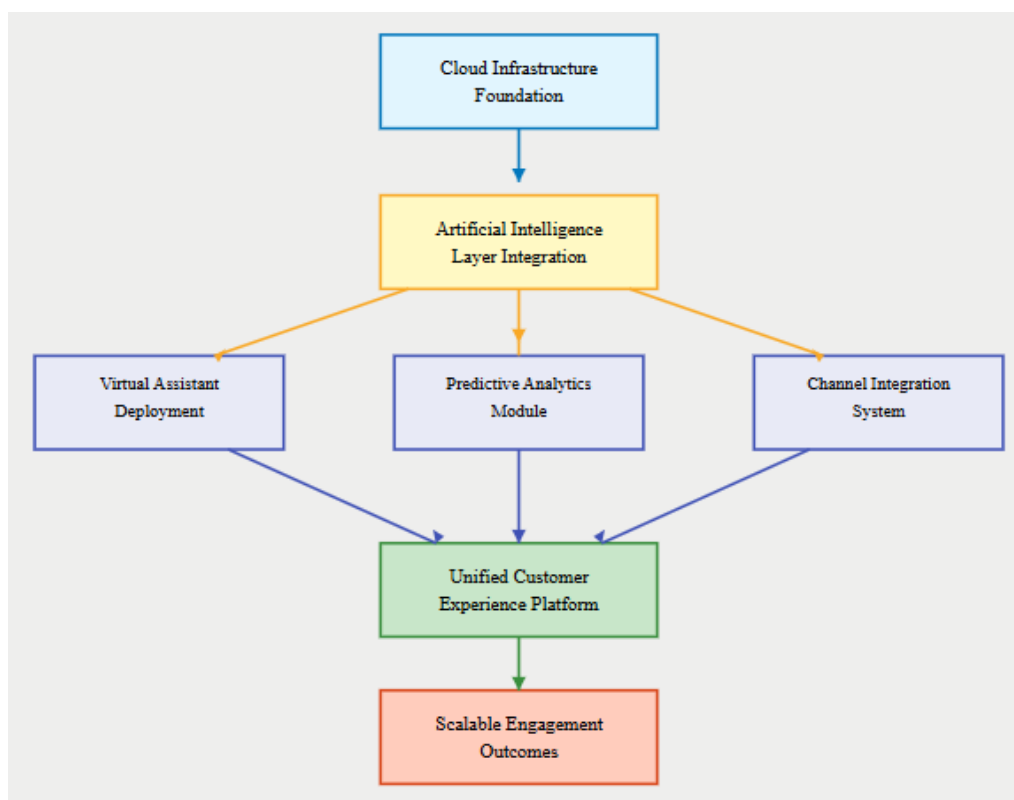 Cloud Infrastructure
Foundation
Artificial Intelligence
Layer Integration
Virtual Assistant
Deployment
Predictive Analytics
Module
Channel Integration
System
Unified Customer
Experience Platform
Scalable Engagement
Outcomes